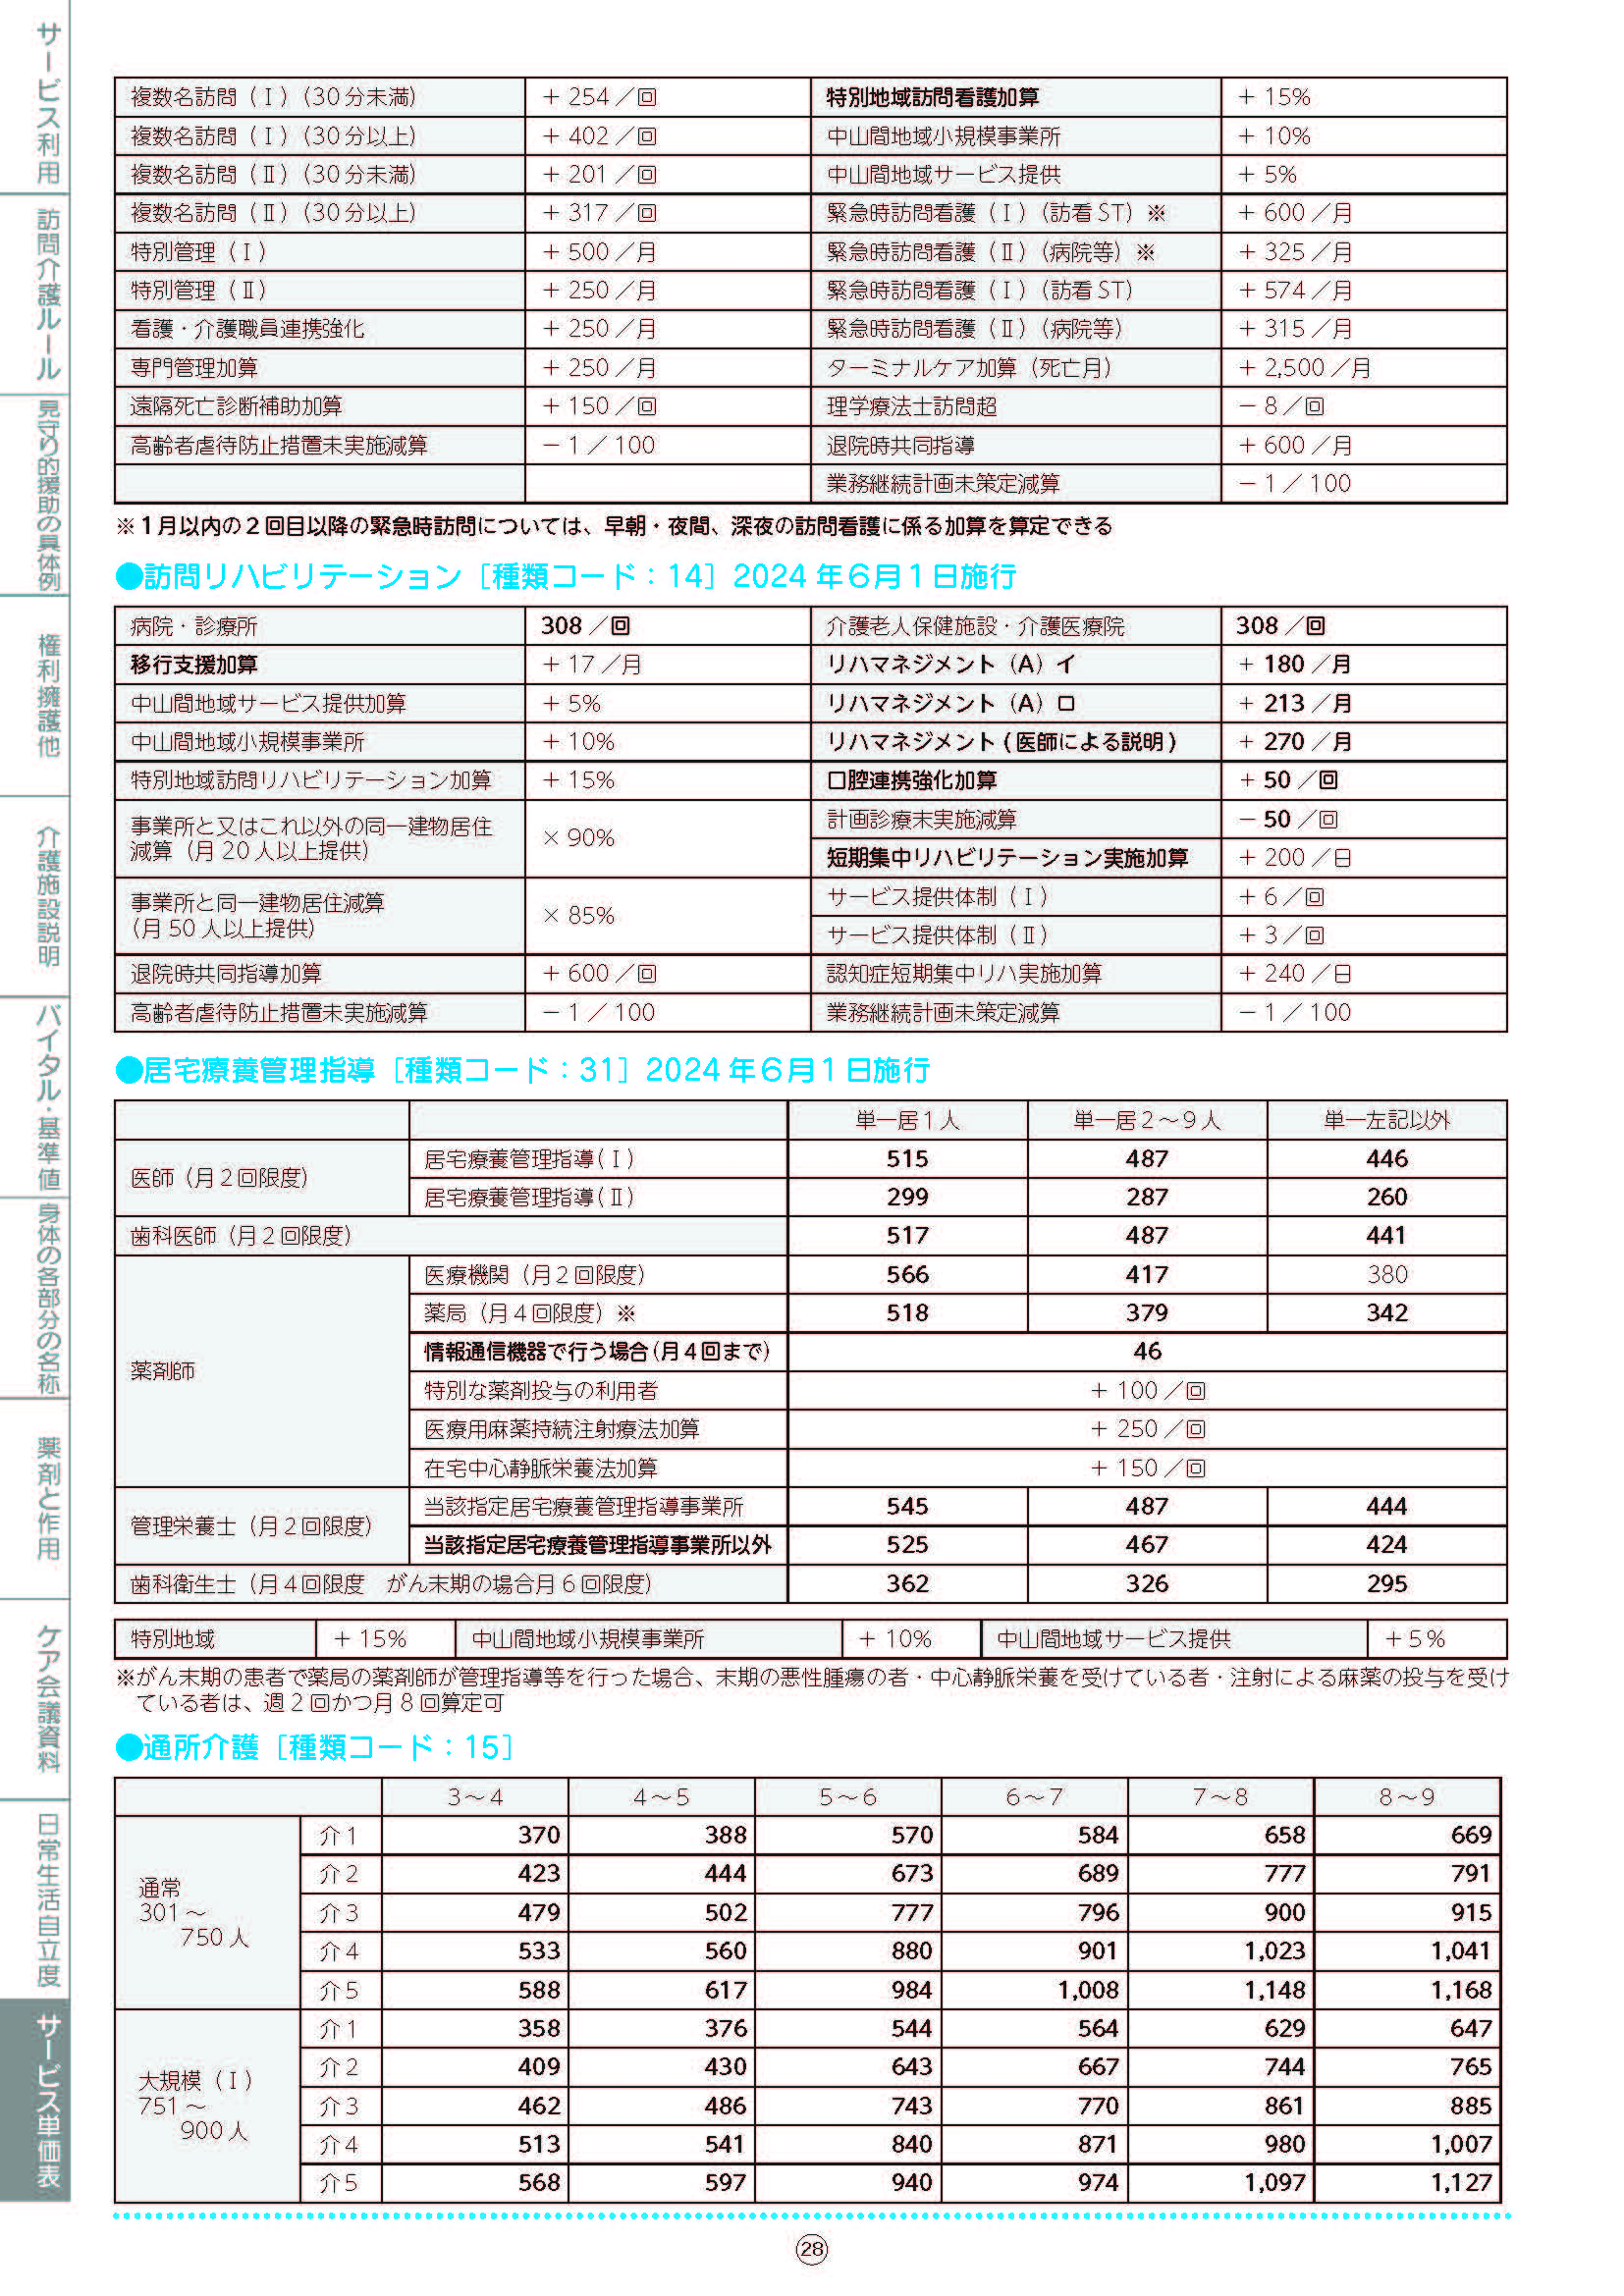 サービス利用
訪問介護ルール
見守り的援助の具体例
権利擁護他
介護施設説明
バイタル・基準値
身体の各部分の名称
薬剤と作用
ケア会議資料
日常生活自立度
サービス単価表
複数名訪問（Ⅰ）（30分未満） ＋254／回 特別地域訪問看護加算 ＋15%
複数名訪問（Ⅰ）（30分以上） ＋402／回 中山間地域小規模事業所 ＋10%
複数名訪問（Ⅱ）（30分未満） ＋201／回 中山間地域サービス提供 ＋5%
複数名訪問（Ⅱ）（30分以上） ＋317／回 緊急時訪問看護（Ⅰ）（訪看ST）※ ＋600／月
特別管理（Ⅰ） ＋500／月 緊急時訪問看護（Ⅱ）（病院等）※ ＋325／月
特別管理（Ⅱ） ＋250／月 緊急時訪問看護（Ⅰ）（訪看ST） ＋574／月
看護・介護職員連携強化 ＋250／月 緊急時訪問看護（Ⅱ）（病院等） ＋315／月
専門管理加算 ＋250／月 ターミナルケア加算（死亡月） ＋2,500／月
遠隔死亡診断補助加算 ＋150／回 理学療法士訪問超 －8／回
高齢者虐待防止措置未実施減算 －1／100 退院時共同指導 ＋600／月
業務継続計画未策定減算 －1／100
※1月以内の2回目以降の緊急時訪問については、早朝・夜間、深夜の訪問看護に係る加算を算定できる
●訪問リハビリテーション［種類コード：14］2024年6月1日施行
病院・診療所 308／回 介護老人保健施設・介護医療院 308／回
移行支援加算 ＋17／月 リハマネジメント（A）イ ＋180／月
中山間地域サービス提供加算 ＋5% リハマネジメント（A）ロ ＋213／月
中山間地域小規模事業所 ＋10% リハマネジメント(医師による説明) ＋270／月
特別地域訪問リハビリテーション加算 ＋15% 口腔連携強化加算 ＋50／回
事業所と又はこれ以外の同一建物居住
減算（月20人以上提供） ×90% 計画診療未実施減算 －50／回
短期集中リハビリテーション実施加算 ＋200／日
事業所と同一建物居住減算
（月50人以上提供） ×85% サービス提供体制（Ⅰ） ＋6／回
サービス提供体制（Ⅱ） ＋3／回
退院時共同指導加算 ＋600／回 認知症短期集中リハ実施加算 ＋240／日
高齢者虐待防止措置未実施減算 －1／100 業務継続計画未策定減算 －1／100
●居宅療養管理指導［種類コード：31］2024年6月1日施行
単一居1人 単一居2～9人 単一左記以外
医師（月2回限度） 居宅療養管理指導(Ⅰ) 515 487 446
居宅療養管理指導(Ⅱ) 299 287 260
歯科医師（月2回限度） 517 487 441
薬剤師 医療機関（月2回限度） 566 417 380
薬局（月4回限度）※ 518 379 342
情報通信機器で行う場合(月4回まで) 46
特別な薬剤投与の利用者 ＋100／回
医療用麻薬持続注射療法加算 ＋250／回
在宅中心静脈栄養法加算 ＋150／回
管理栄養士（月2回限度） 当該指定居宅療養管理指導事業所 545 487 444
当該指定居宅療養管理指導事業所以外 525 467 424
歯科衛生士（月4回限度　がん末期の場合月6回限度） 362 326 295
特別地域 ＋15% 中山間地域小規模事業所 ＋10% 中山間地域サービス提供 ＋5%
※がん末期の患者で薬局の薬剤師が管理指導等を行った場合、末期の悪性腫瘍の者・中心静脈栄養を受けている者・注射による麻薬の投与を受け
ている者は、週2回かつ月8回算定可
●通所介護［種類コード：15］
3～4 4～5 5～6 6～7 7～8 8～9
通常
301～
750人
介1 370 388 570 584 658 669
介2 423 444 673 689 777 791
介3 479 502 777 796 900 915
介4 533 560 880 901 1,023 1,041
介5 588 617 984 1,008 1,148 1,168
大規模（Ⅰ）
751～
900人
介1 358 376 544 564 629 647
介2 409 430 643 667 744 765
介3 462 486 743 770 861 885
介4 513 541 840 871 980 1,007
介5 568 597 940 974 1,097 1,127
28